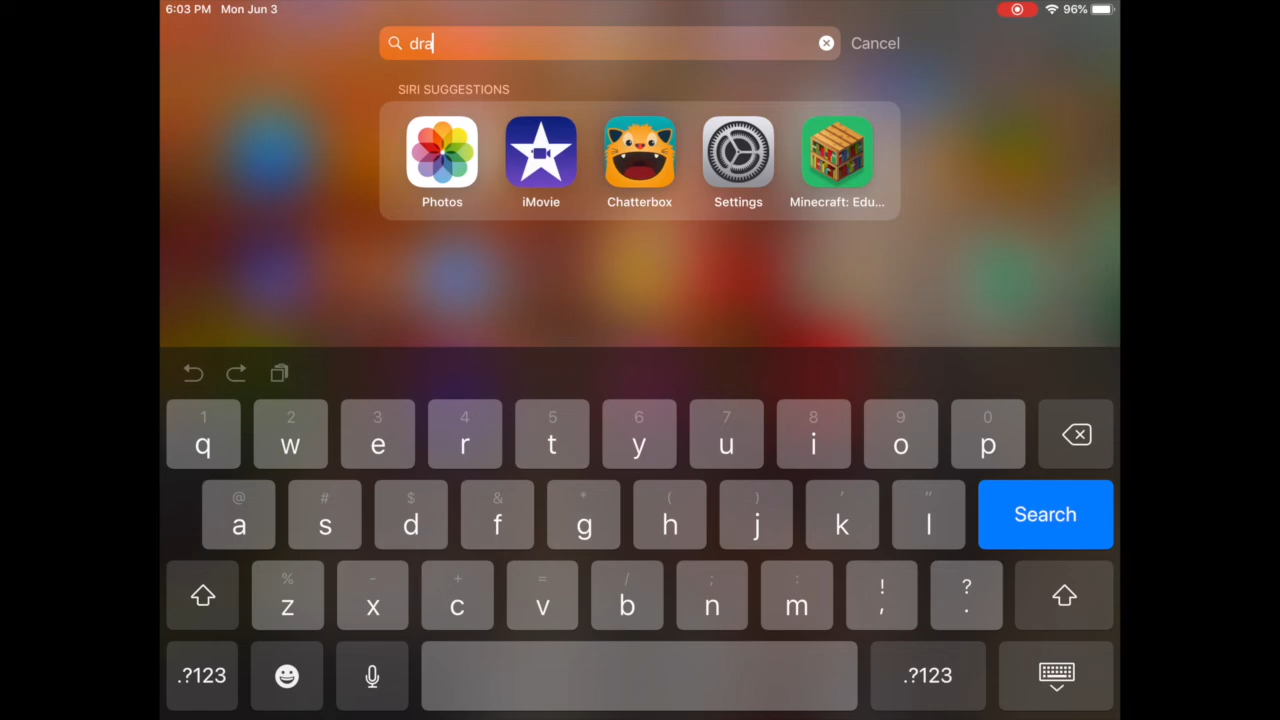 6:03 PM Mon Jun 3 96%
dra Cancel
SIRI SUGGESTIONS
Photos iMovie Chatterbox Settings Minecraft: Edu...
1 2 3 4 5 6 7 8 9 0
q w e r t y u i o p
@ # $ & * ( ) ' "
a s d f g h j k l Search
% - + = / ; : ! ?
z x c v b n m , .
.?123 .?123